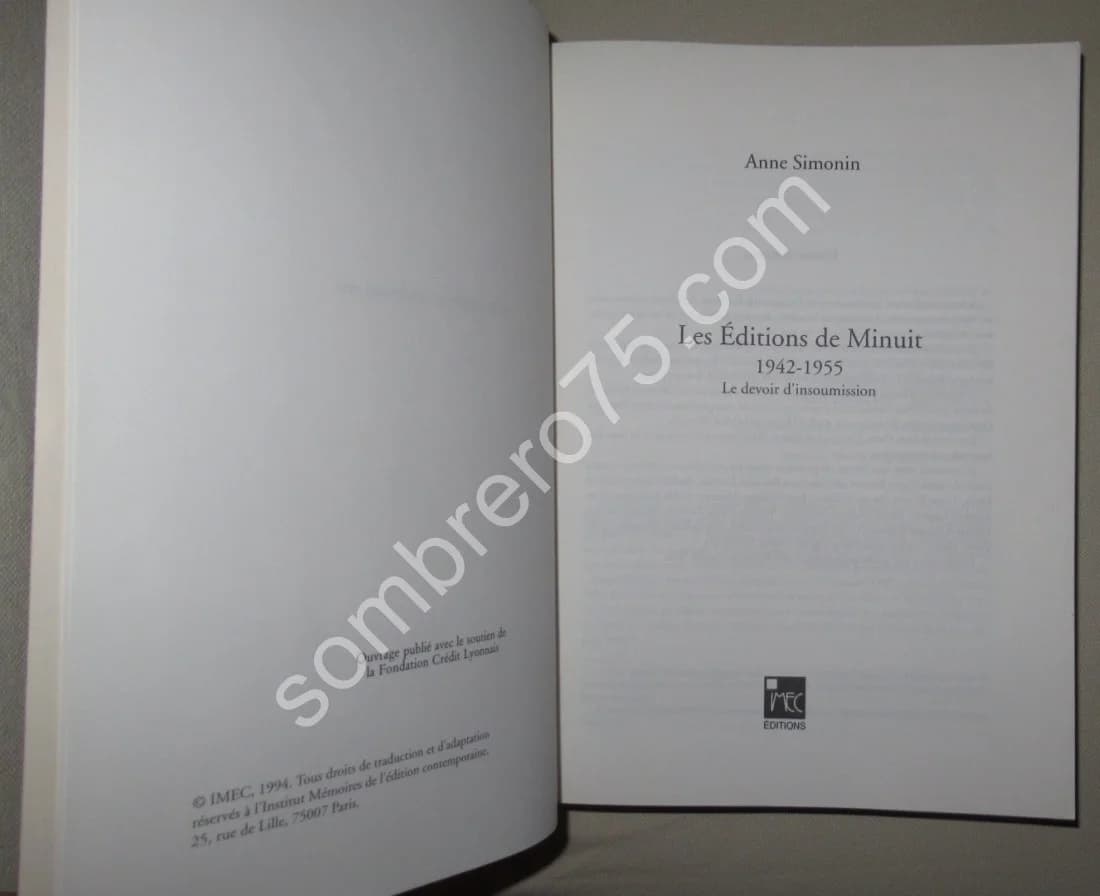 Ouvrage publié avec le soutien de
la Fondation Crédit Lyonnais
© IMEC, 1994. Tous droits de traduction et d'adaptation
réservés à l'Institut Mémoires de l'édition contemporaine.
25, rue de Lille, 75007 Paris.
Anne Simonin
Les Éditions de Minuit
1942-1955
Le devoir d'insoumission
IMEC
ÉDITIONS
sombrero75.com